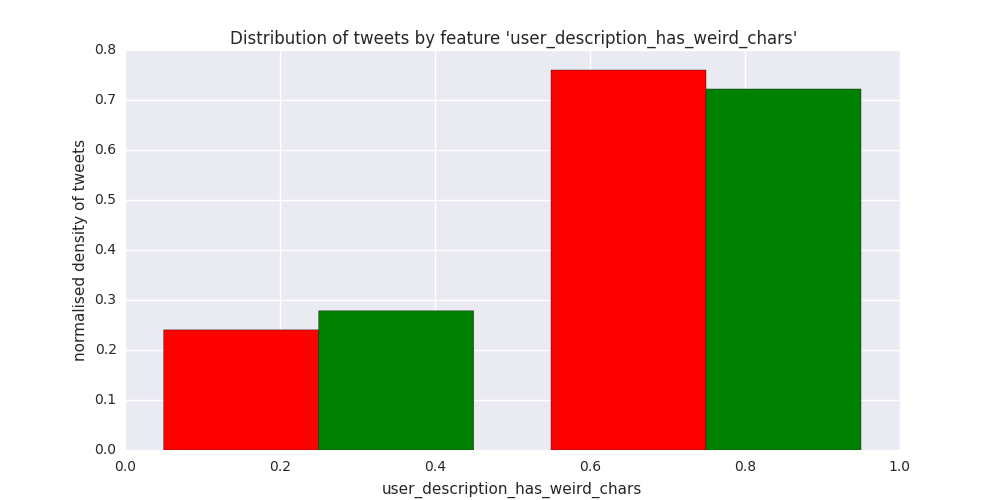 Distribution of tweets by feature 'user_description_has_weird_chars'
0.8
0.7
0.6
0.5
0.4
0.3
0.2
0.1
0.0
normalised density of tweets
0.0 0.2 0.4 0.6 0.8 1.0
user_description_has_weird_chars